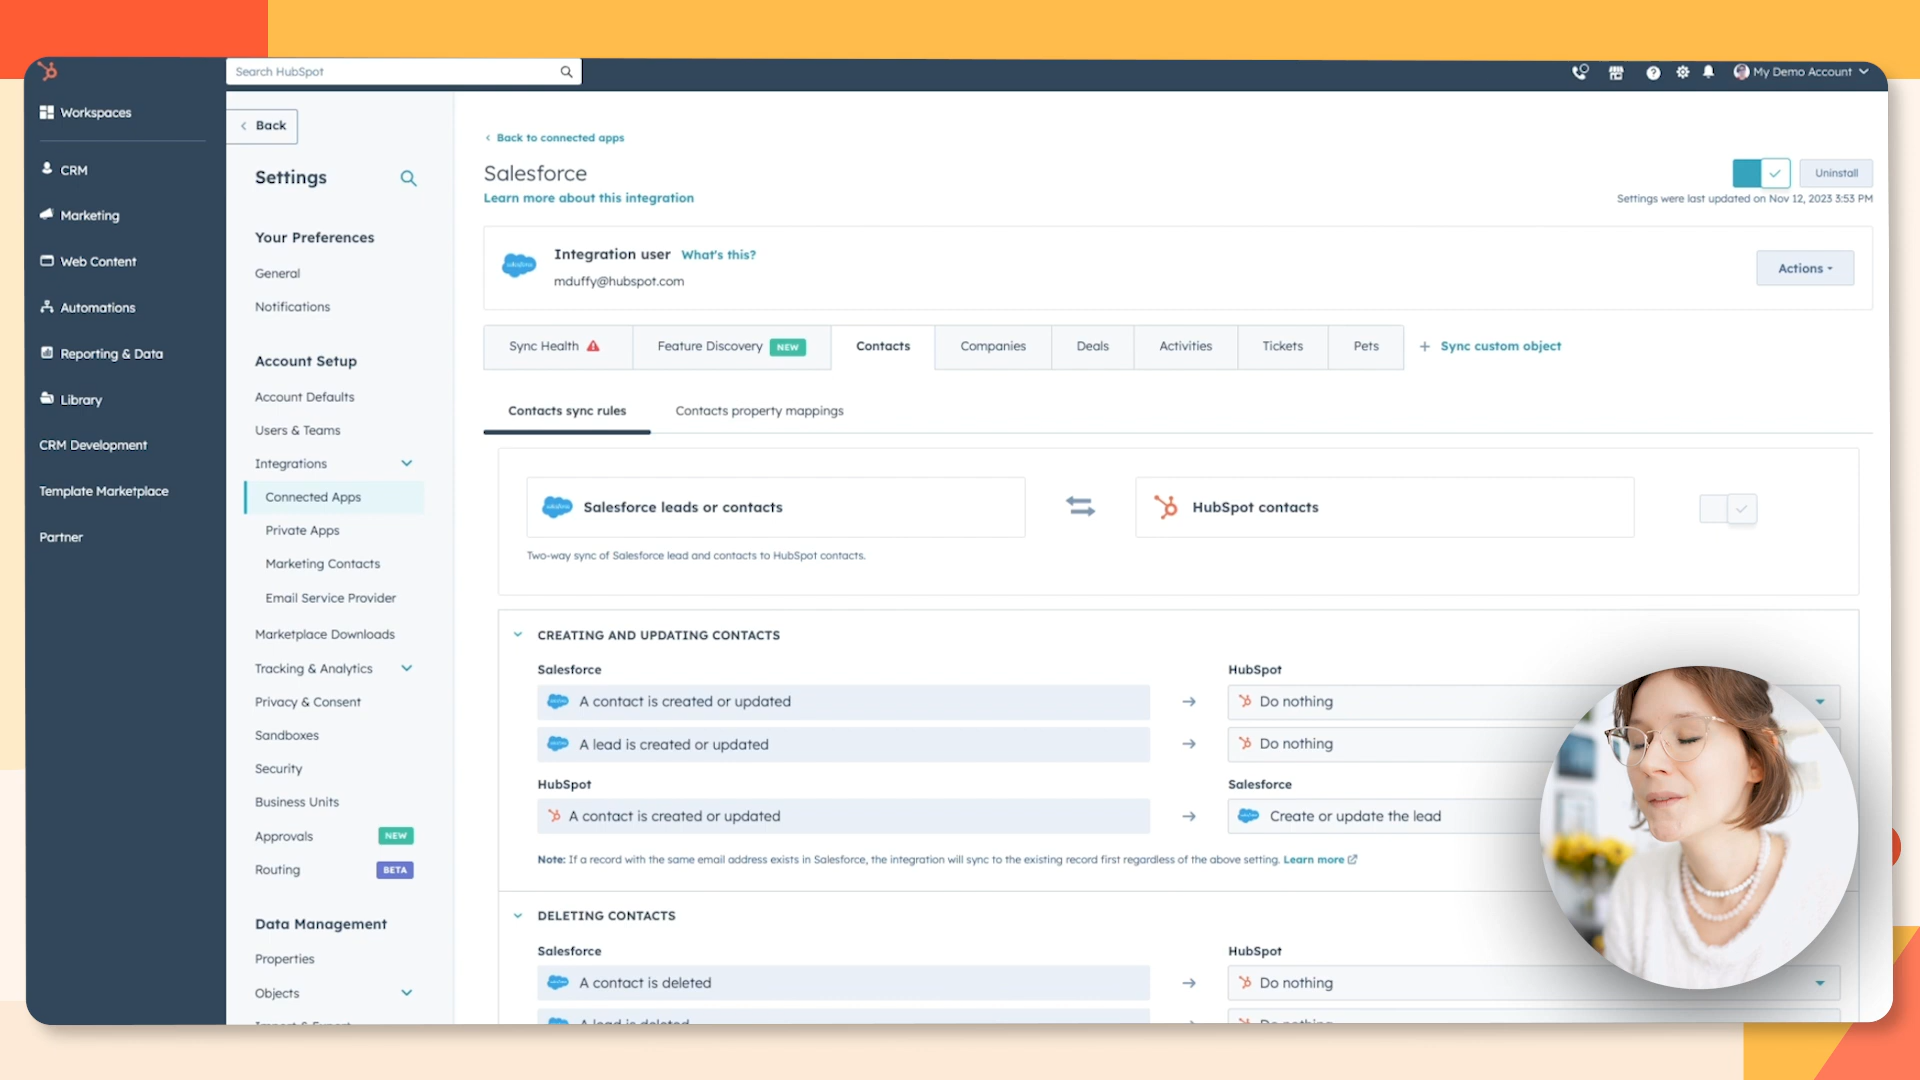 Search HubSpot
My Demo Account
Workspaces
CRM
Marketing
Web Content
Automations
Reporting & Data
Library
CRM Development
Template Marketplace
Partner
Back
Settings
Your Preferences
General
Notifications
Account Setup
Account Defaults
Users & Teams
Integrations
Connected Apps
Private Apps
Marketing Contacts
Email Service Provider
Marketplace Downloads
Tracking & Analytics
Privacy & Consent
Sandboxes
Security
Business Units
Approvals NEW
Routing BETA
Data Management
Properties
Objects
Back to connected apps
Salesforce
Learn more about this integration
Uninstall
Settings were last updated on Nov 12, 2023 3:53 PM
Integration user What's this?
mduffy@hubspot.com
Actions
Sync Health Feature Discovery NEW Contacts Companies Deals Activities Tickets Pets + Sync custom object
Contacts sync rules Contacts property mappings
Salesforce leads or contacts HubSpot contacts
Two-way sync of Salesforce lead and contacts to HubSpot contacts.
CREATING AND UPDATING CONTACTS
Salesforce HubSpot
A contact is created or updated → Do nothing
A lead is created or updated → Do nothing
HubSpot Salesforce
A contact is created or updated → Create or update the lead
Note: If a record with the same email address exists in Salesforce, the integration will sync to the existing record first regardless of the above setting. Learn more
DELETING CONTACTS
Salesforce HubSpot
A contact is deleted → Do nothing